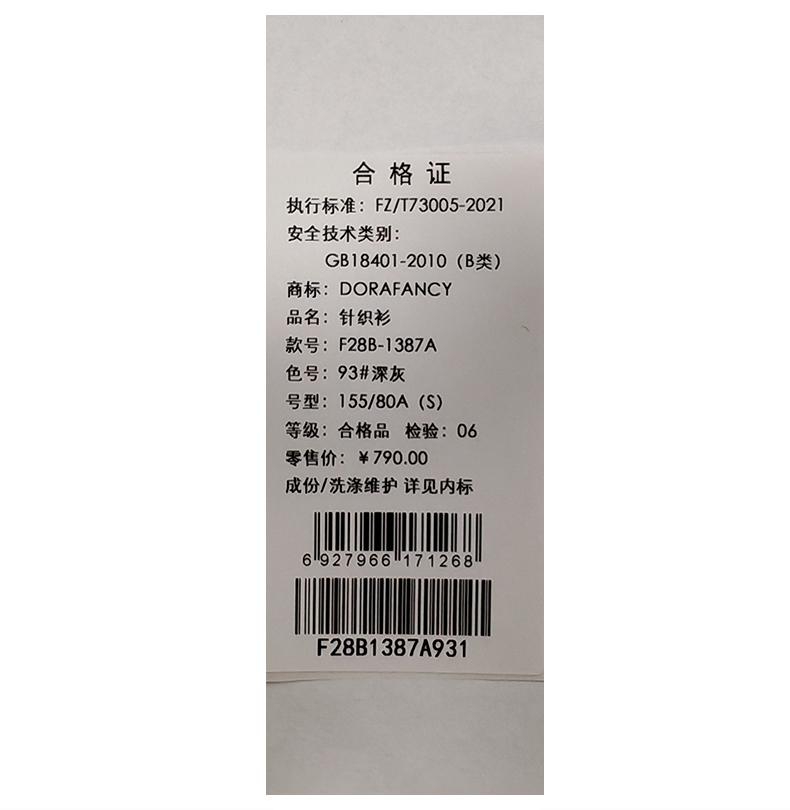 合格证
执行标准：FZ/T73005-2021
安全技术类别：
GB18401-2010（B类）
商标：DORAFANCY
品名：针织衫
款号：F28B-1387A
色号：93#深灰
号型：155/80A（S）
等级：合格品 检验：06
零售价：￥790.00
成份/洗涤维护 详见内标
6 927966 171268
F28B1387A931